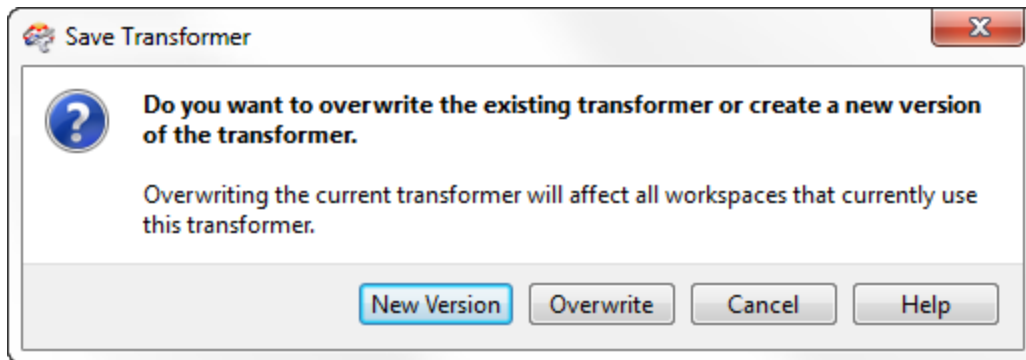 Save Transformer
Do you want to overwrite the existing transformer or create a new version
of the transformer.
Overwriting the current transformer will affect all workspaces that currently use
this transformer.
New Version Overwrite Cancel Help